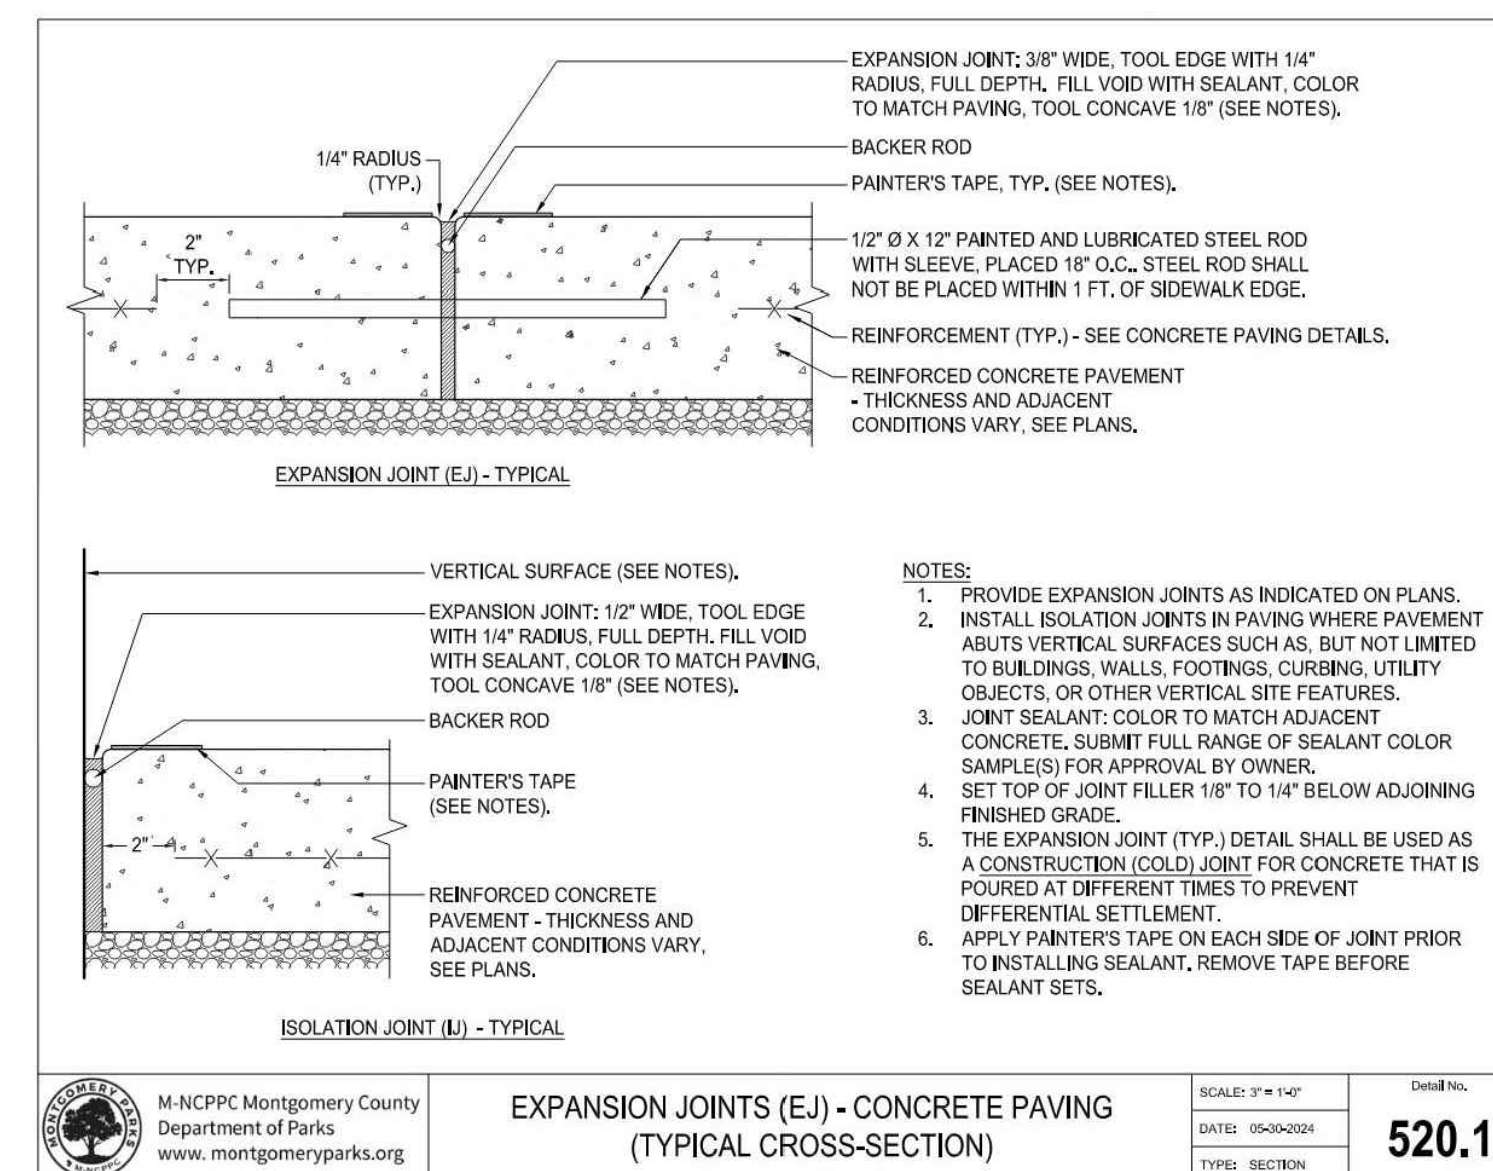 EXPANSION JOINT: 3/8" WIDE, TOOL EDGE WITH 1/4"
RADIUS, FULL DEPTH. FILL VOID WITH SEALANT, COLOR
TO MATCH PAVING, TOOL CONCAVE 1/8" (SEE NOTES).
BACKER ROD
1/4" RADIUS
(TYP.)
PAINTER'S TAPE, TYP. (SEE NOTES).
2"
TYP.
1/2" Ø X 12" PAINTED AND LUBRICATED STEEL ROD
WITH SLEEVE, PLACED 18" O.C.. STEEL ROD SHALL
NOT BE PLACED WITHIN 1 FT. OF SIDEWALK EDGE.
REINFORCEMENT (TYP.) - SEE CONCRETE PAVING DETAILS.
REINFORCED CONCRETE PAVEMENT
- THICKNESS AND ADJACENT
CONDITIONS VARY, SEE PLANS.
EXPANSION JOINT (EJ) - TYPICAL
VERTICAL SURFACE (SEE NOTES).
EXPANSION JOINT: 1/2" WIDE, TOOL EDGE
WITH 1/4" RADIUS, FULL DEPTH. FILL VOID
WITH SEALANT, COLOR TO MATCH PAVING,
TOOL CONCAVE 1/8" (SEE NOTES).
BACKER ROD
PAINTER'S TAPE
(SEE NOTES).
2"
REINFORCED CONCRETE
PAVEMENT - THICKNESS AND
ADJACENT CONDITIONS VARY,
SEE PLANS.
ISOLATION JOINT (IJ) - TYPICAL
NOTES:
1. PROVIDE EXPANSION JOINTS AS INDICATED ON PLANS.
2. INSTALL ISOLATION JOINTS IN PAVING WHERE PAVEMENT
ABUTS VERTICAL SURFACES SUCH AS, BUT NOT LIMITED
TO BUILDINGS, WALLS, FOOTINGS, CURBING, UTILITY
OBJECTS, OR OTHER VERTICAL SITE FEATURES.
3. JOINT SEALANT: COLOR TO MATCH ADJACENT
CONCRETE. SUBMIT FULL RANGE OF SEALANT COLOR
SAMPLE(S) FOR APPROVAL BY OWNER.
4. SET TOP OF JOINT FILLER 1/8" TO 1/4" BELOW ADJOINING
FINISHED GRADE.
5. THE EXPANSION JOINT (TYP.) DETAIL SHALL BE USED AS
A CONSTRUCTION (COLD) JOINT FOR CONCRETE THAT IS
POURED AT DIFFERENT TIMES TO PREVENT
DIFFERENTIAL SETTLEMENT.
6. APPLY PAINTER'S TAPE ON EACH SIDE OF JOINT PRIOR
TO INSTALLING SEALANT. REMOVE TAPE BEFORE
SEALANT SETS.
MONTGOMERY PARKS
M-NCPPC
M-NCPPC Montgomery County
Department of Parks
www. montgomeryparks.org
EXPANSION JOINTS (EJ) - CONCRETE PAVING
(TYPICAL CROSS-SECTION)
SCALE: 3" = 1'-0"
DATE: 05-30-2024
TYPE: SECTION
Detail No.
520.1